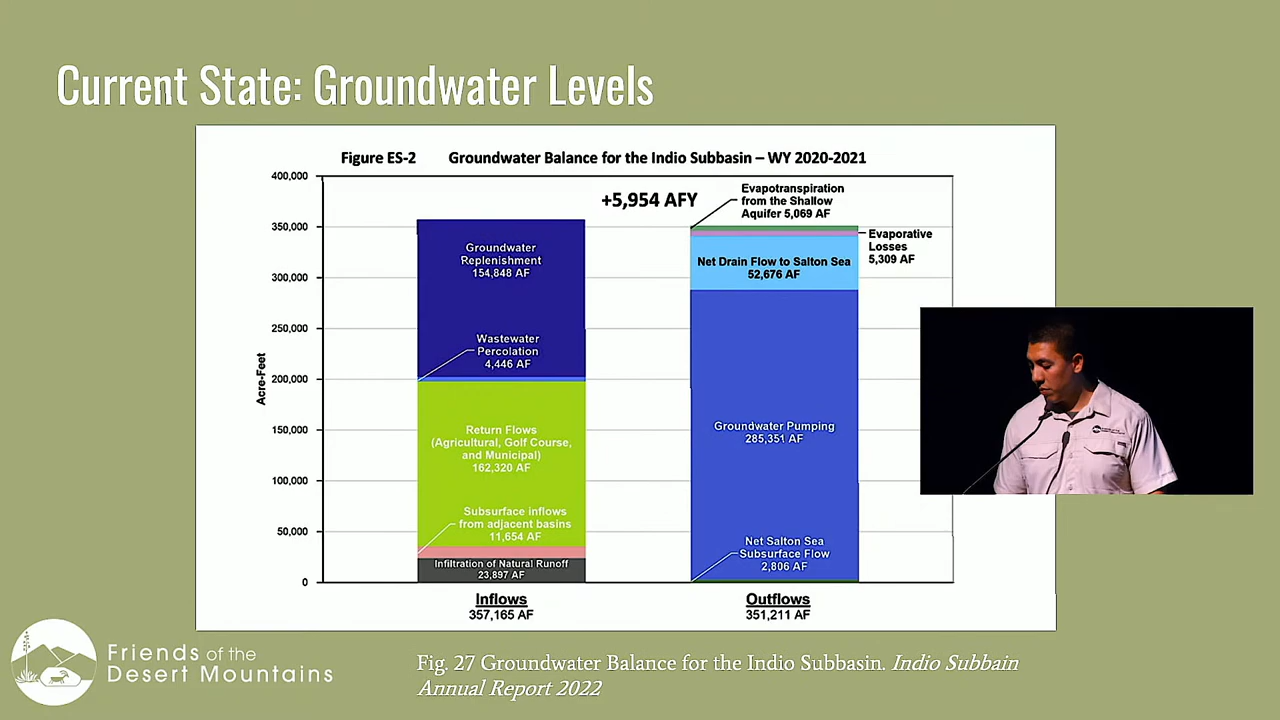 Current State: Groundwater Levels
Figure ES-2 Groundwater Balance for the Indio Subbasin – WY 2020-2021
400,000
350,000
300,000
250,000
200,000
150,000
100,000
50,000
0
Acre-Feet
+5,954 AFY
Groundwater
Replenishment
154,848 AF
Wastewater
Percolation
4,446 AF
Return Flows
(Agricultural, Golf Course,
and Municipal)
162,320 AF
Subsurface inflows
from adjacent basins
11,654 AF
Infiltration of Natural Runoff
23,897 AF
Inflows
357,165 AF
Evapotranspiration
from the Shallow
Aquifer 5,069 AF
Evaporative
Losses
5,309 AF
Net Drain Flow to Salton Sea
52,676 AF
Groundwater Pumping
285,351 AF
Net Salton Sea
Subsurface Flow
2,806 AF
Outflows
351,211 AF
Friends of the
Desert Mountains
Fig. 27 Groundwater Balance for the Indio Subbasin. Indio Subbain
Annual Report 2022